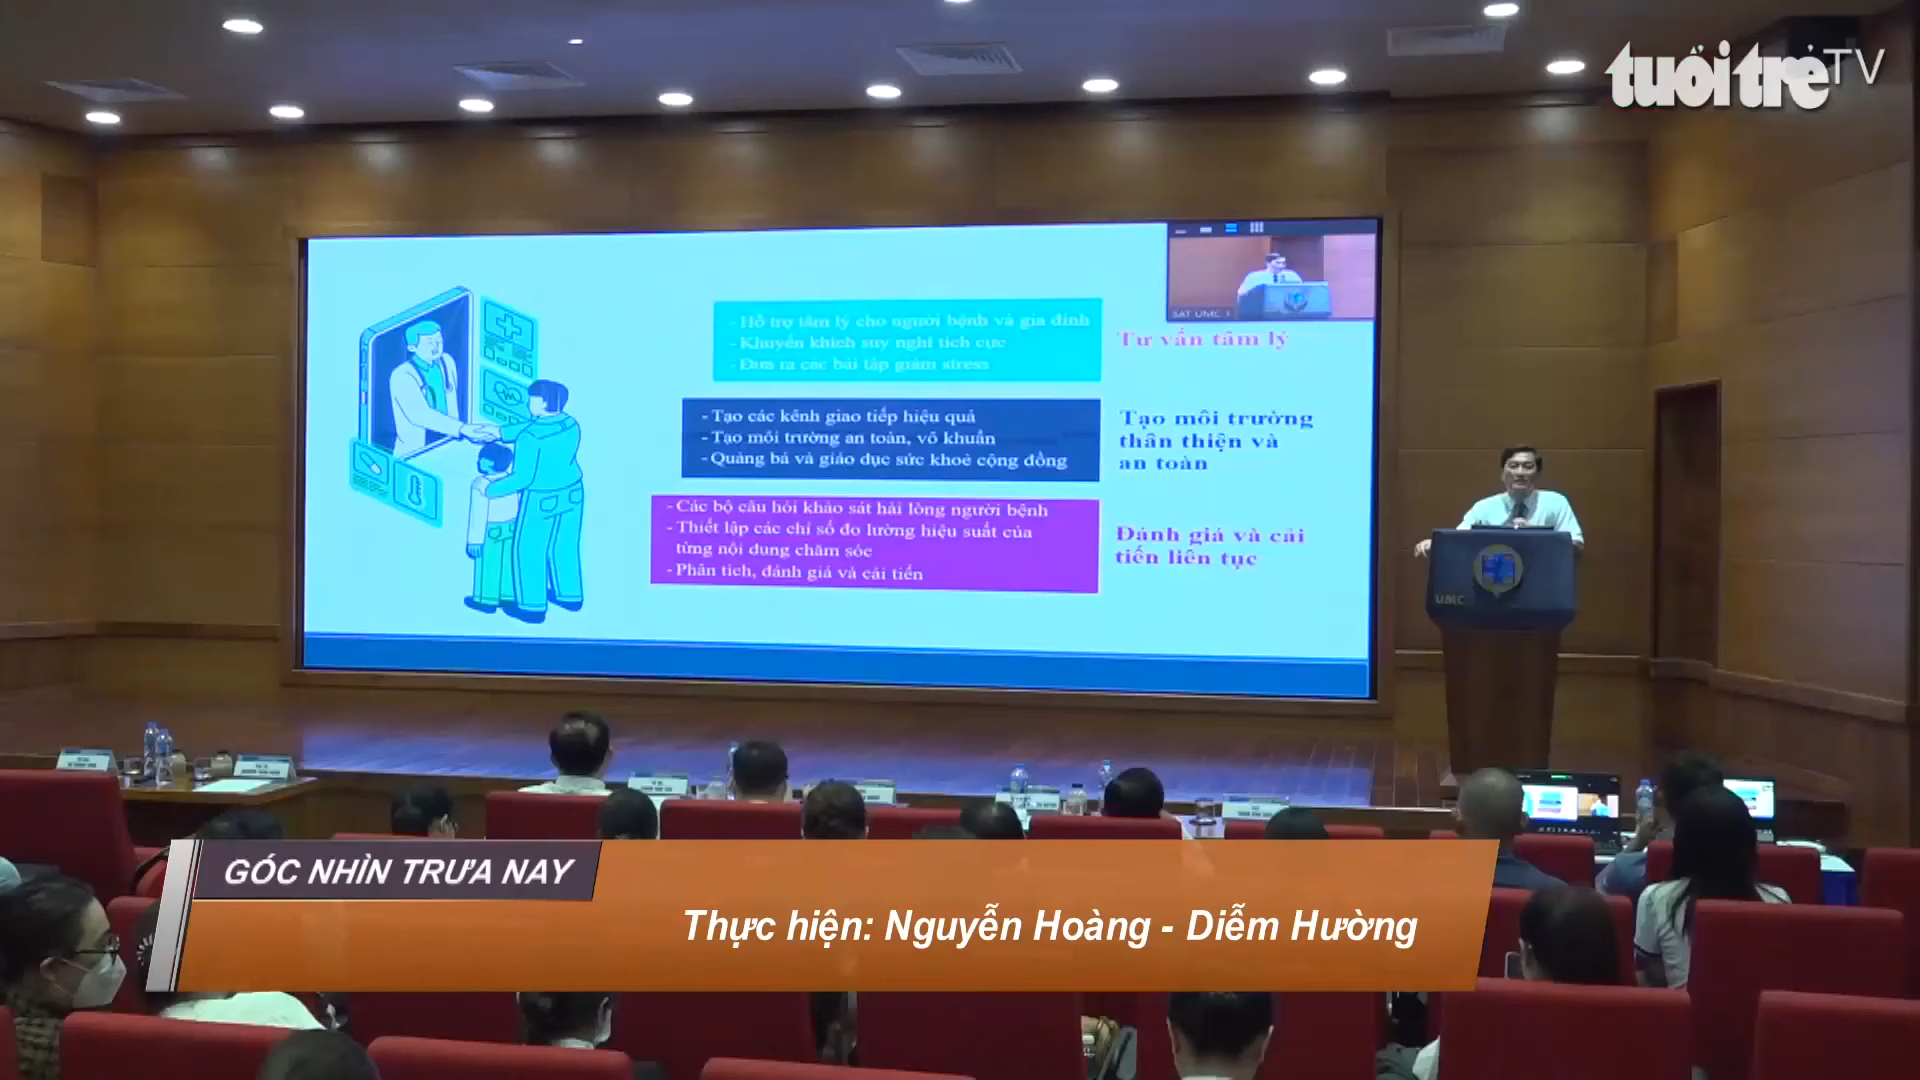 tuổi trẻ TV
SAT UMC 1
- Hỗ trợ tâm lý cho người bệnh và gia đình
- Khuyến khích suy nghĩ tích cực
- Đưa ra các bài tập giảm stress
Tư vấn tâm lý
- Tạo các kênh giao tiếp hiệu quả
- Tạo môi trường an toàn, vô khuẩn
- Quảng bá và giáo dục sức khoẻ cộng đồng
Tạo môi trường
thân thiện và
an toàn
- Các bộ câu hỏi khảo sát hài lòng người bệnh
- Thiết lập các chỉ số đo lường hiệu suất của
từng nội dung chăm sóc
- Phân tích, đánh giá và cải tiến
Đánh giá và cải
tiến liên tục
UMC
GÓC NHÌN TRƯA NAY
Thực hiện: Nguyễn Hoàng - Diễm Hường